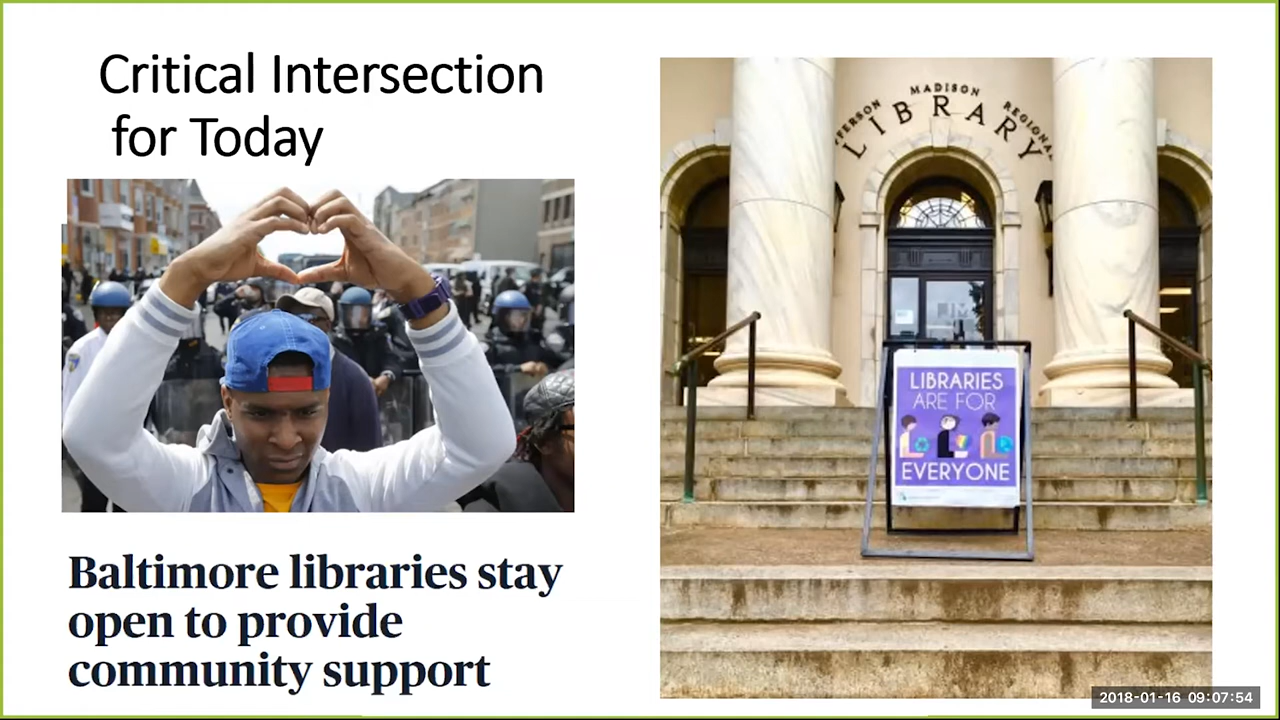 Critical Intersection
for Today
Baltimore libraries stay
open to provide
community support
MADISON
REGIONAL
LIBRARY
LIBRARIES
ARE FOR
EVERYONE
2018-01-16 09:07:54